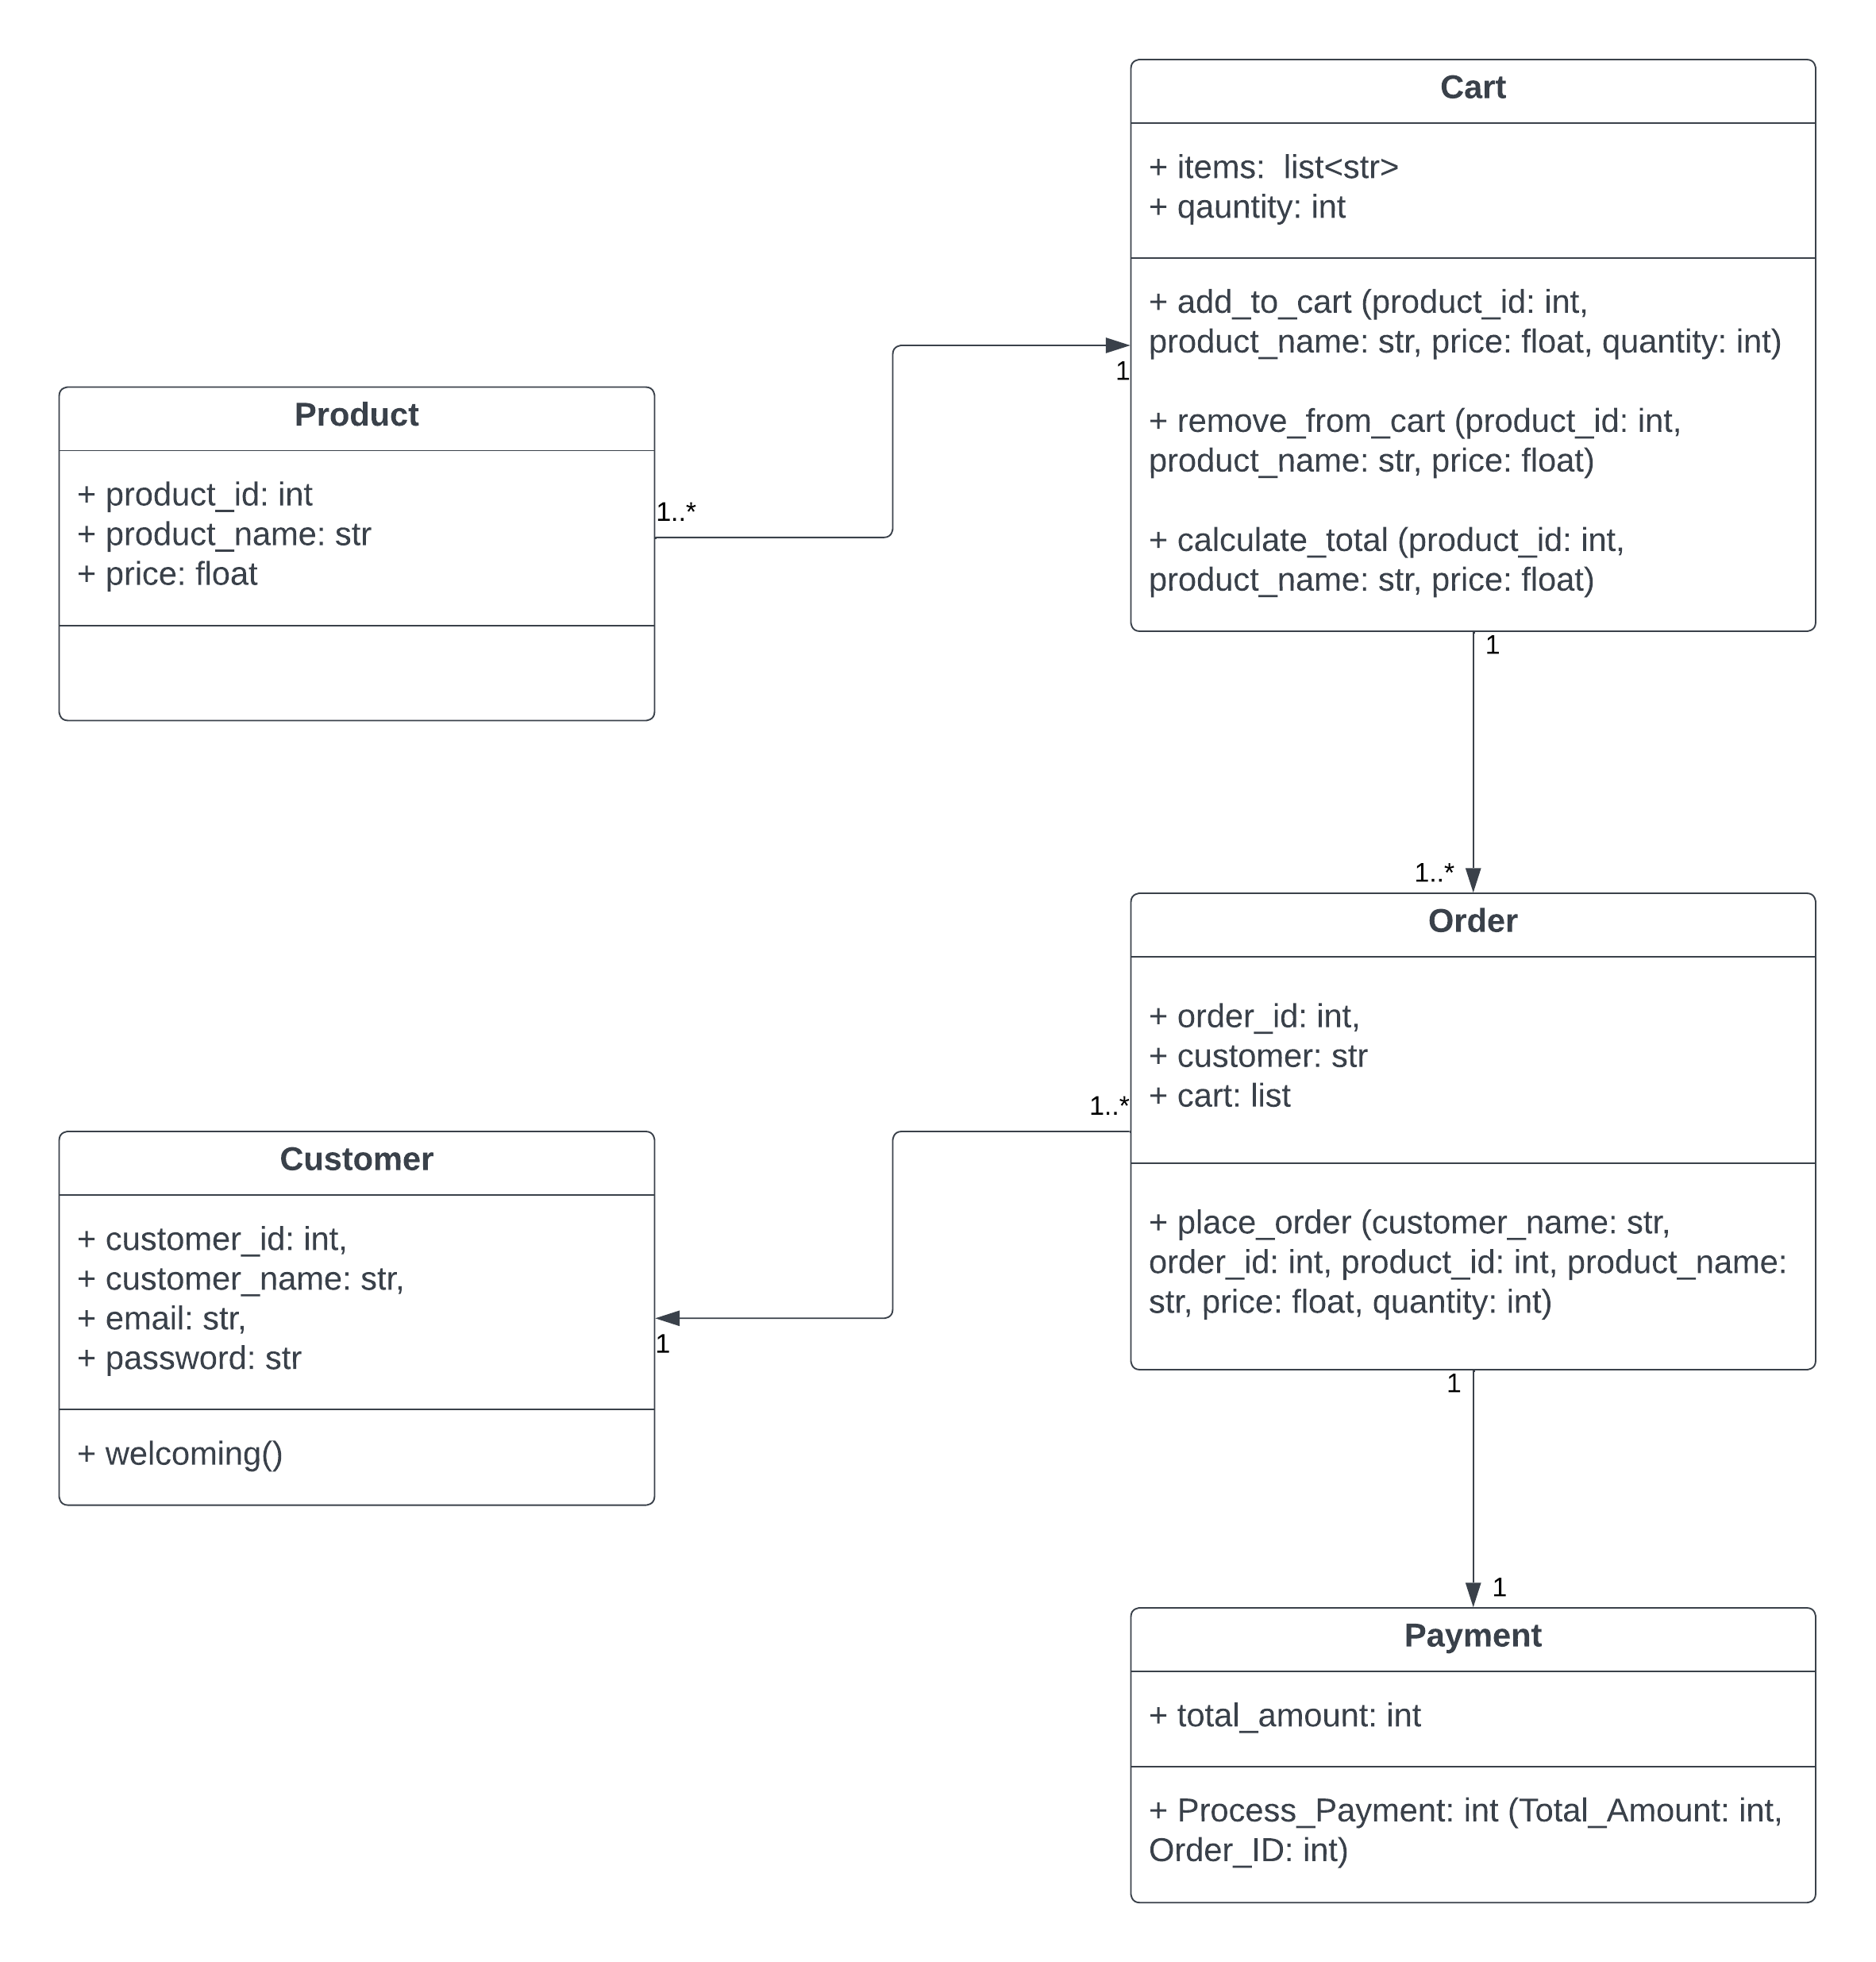 Cart
+ items:  list<str>
+ qauntity: int
+ add_to_cart (product_id: int,
product_name: str, price: float, quantity: int)
+ remove_from_cart (product_id: int,
product_name: str, price: float)
+ calculate_total (product_id: int,
product_name: str, price: float)
1
1
Product
+ product_id: int
+ product_name: str
+ price: float
1..*
1..*
Order
+ order_id: int,
+ customer: str
+ cart: list
+ place_order (customer_name: str,
order_id: int, product_id: int, product_name:
str, price: float, quantity: int)
1..*
1
Customer
+ customer_id: int,
+ customer_name: str,
+ email: str,
+ password: str
+ welcoming()
1
1
Payment
+ total_amount: int
+ Process_Payment: int (Total_Amount: int,
Order_ID: int)